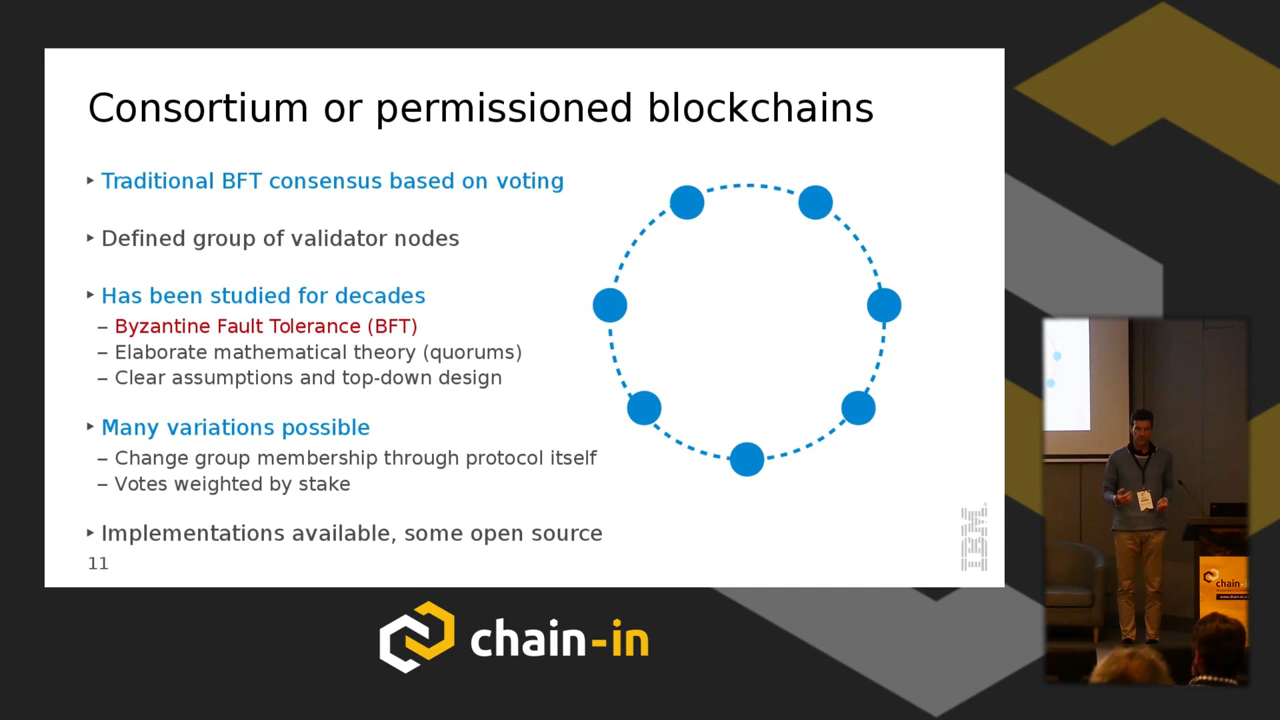 Consortium or permissioned blockchains
‣ Traditional BFT consensus based on voting
‣ Defined group of validator nodes
‣ Has been studied for decades
– Byzantine Fault Tolerance (BFT)
– Elaborate mathematical theory (quorums)
– Clear assumptions and top-down design
‣ Many variations possible
– Change group membership through protocol itself
– Votes weighted by stake
‣ Implementations available, some open source
11
IBM
chain-in
chain-in